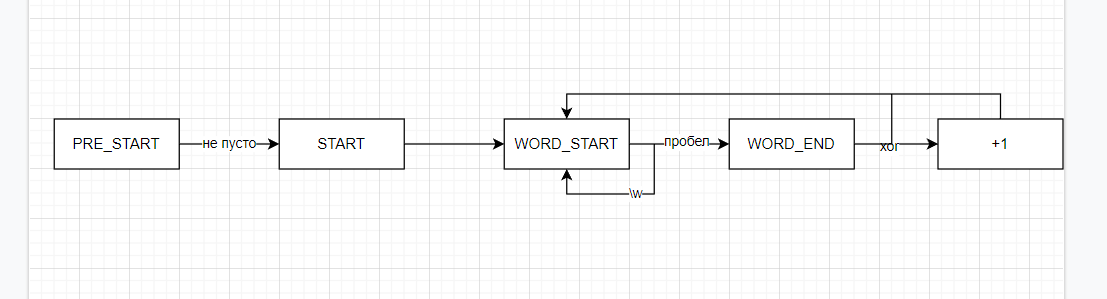 PRE_START
не пусто
START
WORD_START
пробел
WORD_END
+1
\w